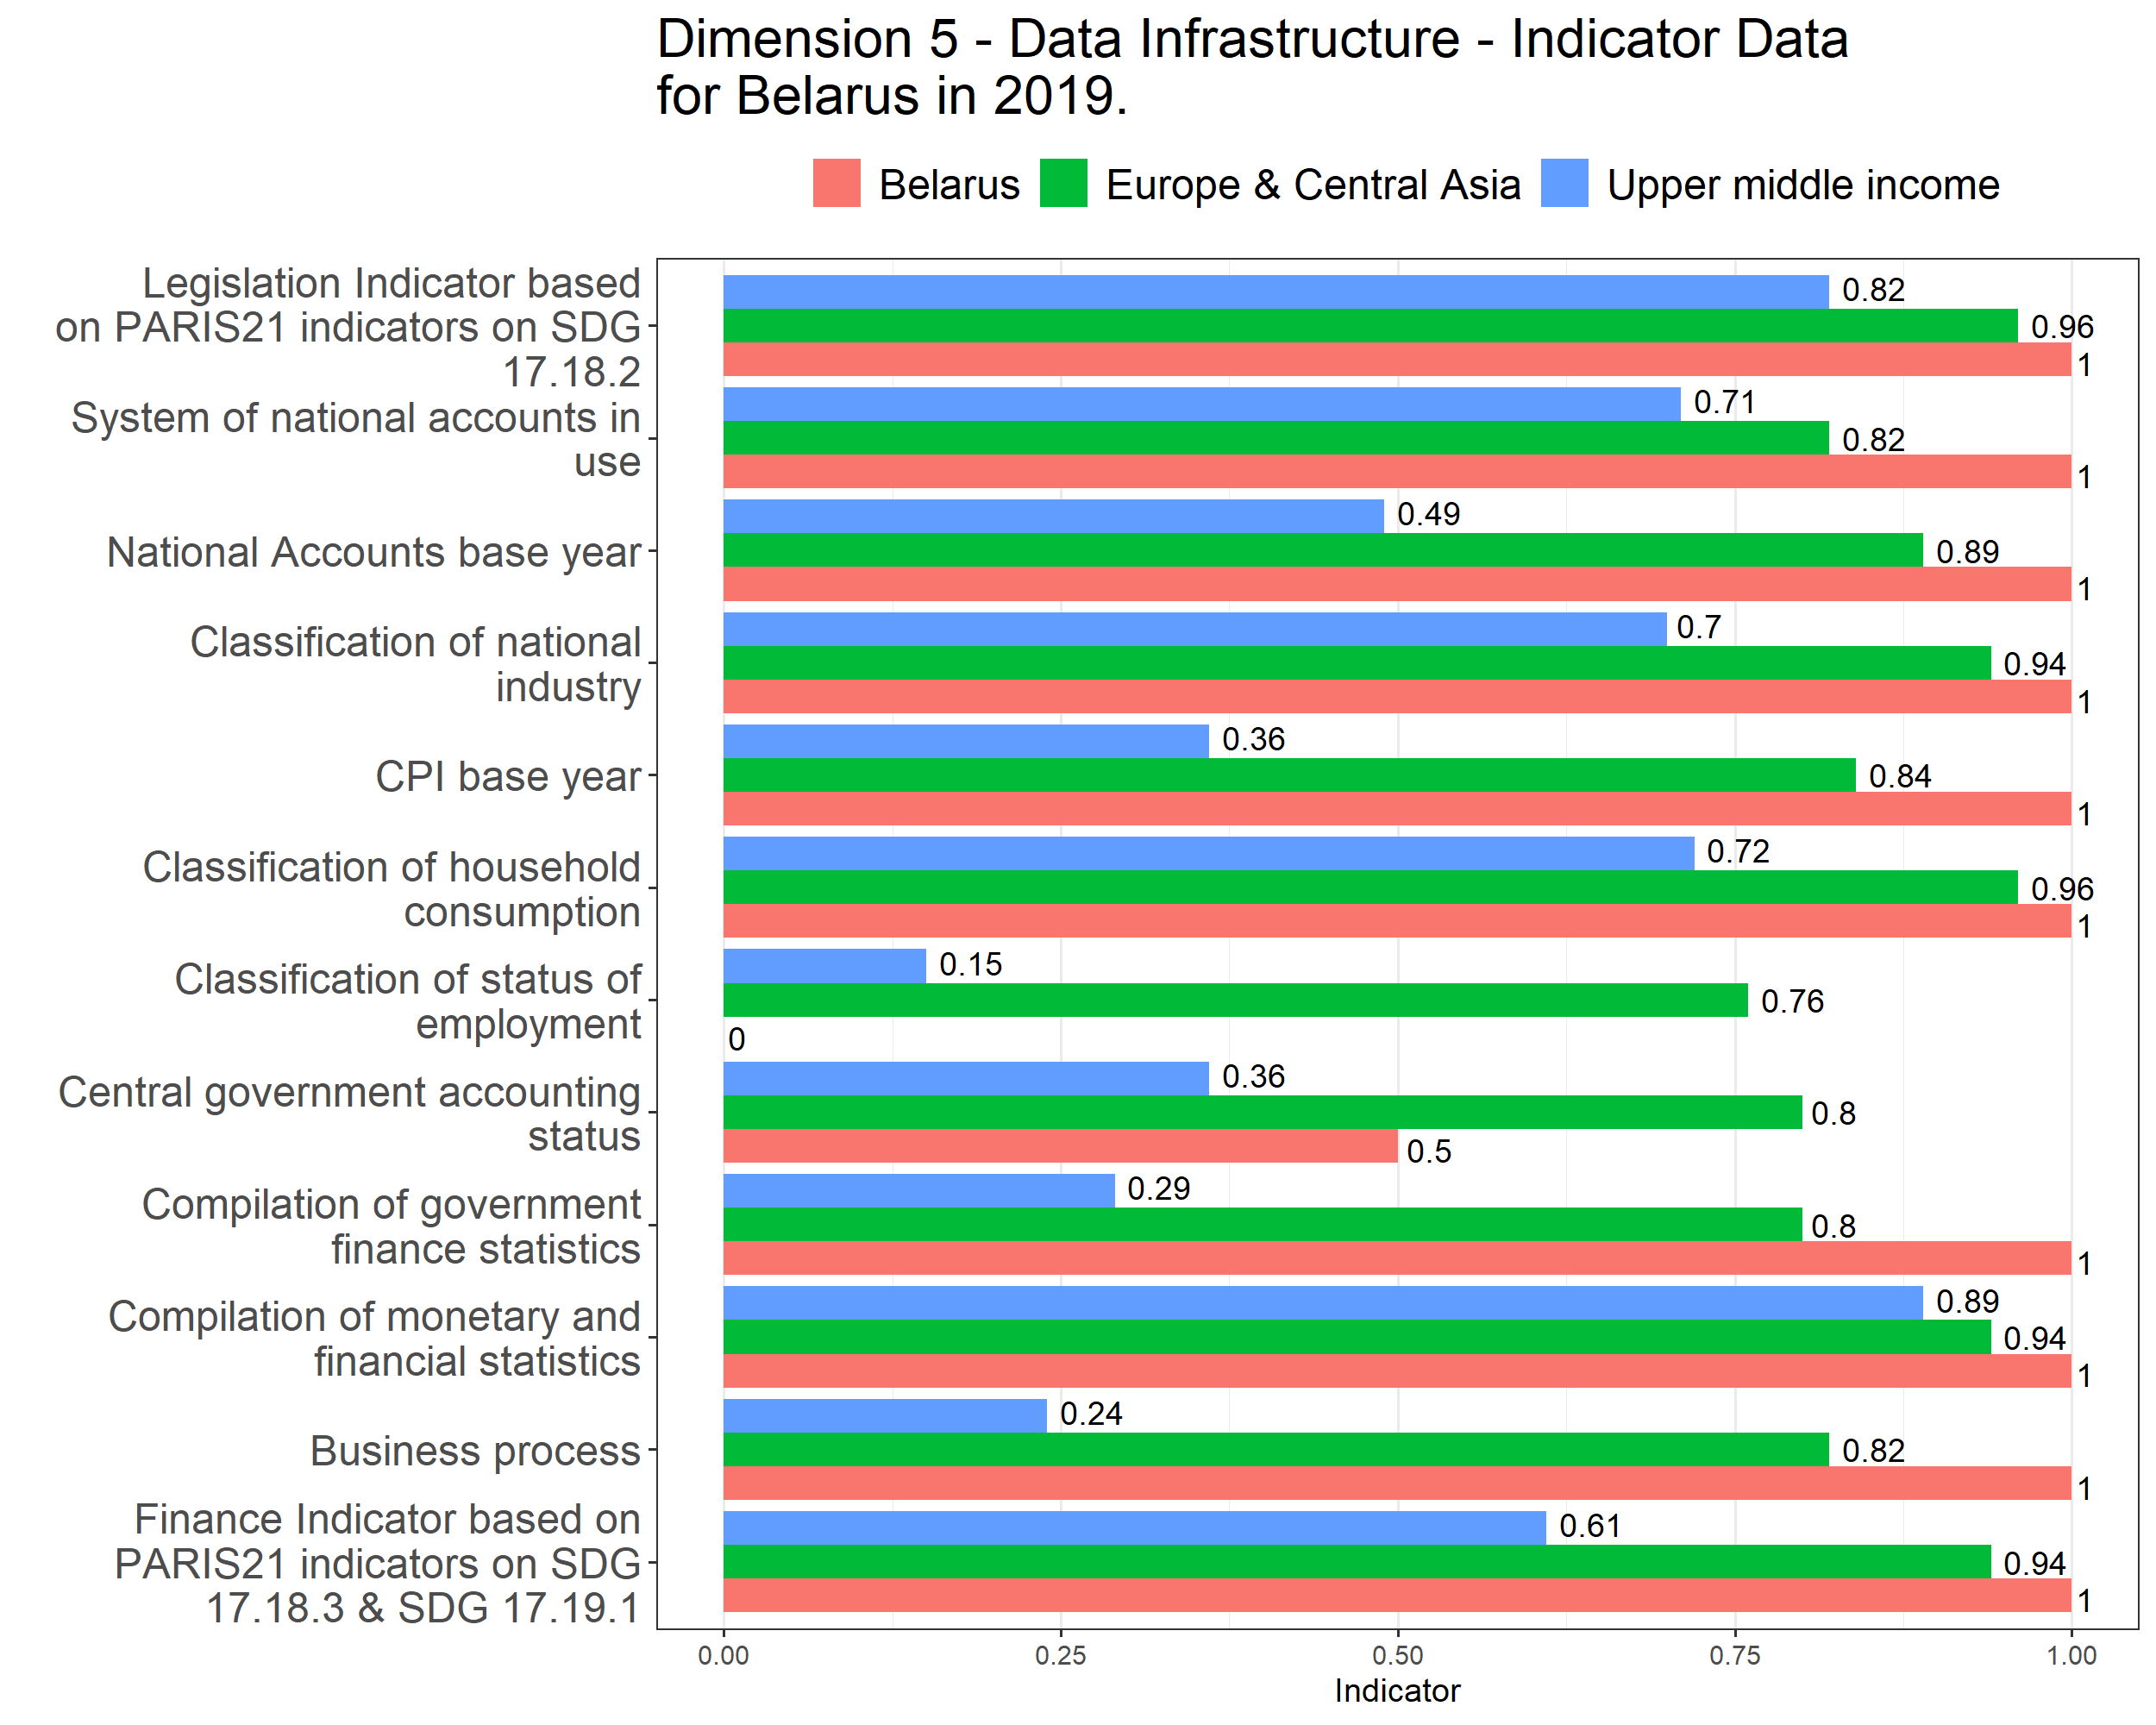 Dimension 5 - Data Infrastructure - Indicator Data
for Belarus in 2019.
Belarus
Europe & Central Asia
Upper middle income
Legislation Indicator based
on PARIS21 indicators on SDG
17.18.2
0.82
0.96
1
System of national accounts in
use
0.71
0.82
1
National Accounts base year
0.49
0.89
1
Classification of national
industry
0.7
0.94
1
CPI base year
0.36
0.84
1
Classification of household
consumption
0.72
0.96
1
Classification of status of
employment
0.15
0.76
0
Central government accounting
status
0.36
0.8
0.5
Compilation of government
finance statistics
0.29
0.8
1
Compilation of monetary and
financial statistics
0.89
0.94
1
Business process
0.24
0.82
1
Finance Indicator based on
PARIS21 indicators on SDG
17.18.3 & SDG 17.19.1
0.61
0.94
1
0.00
0.25
0.50
0.75
1.00
Indicator